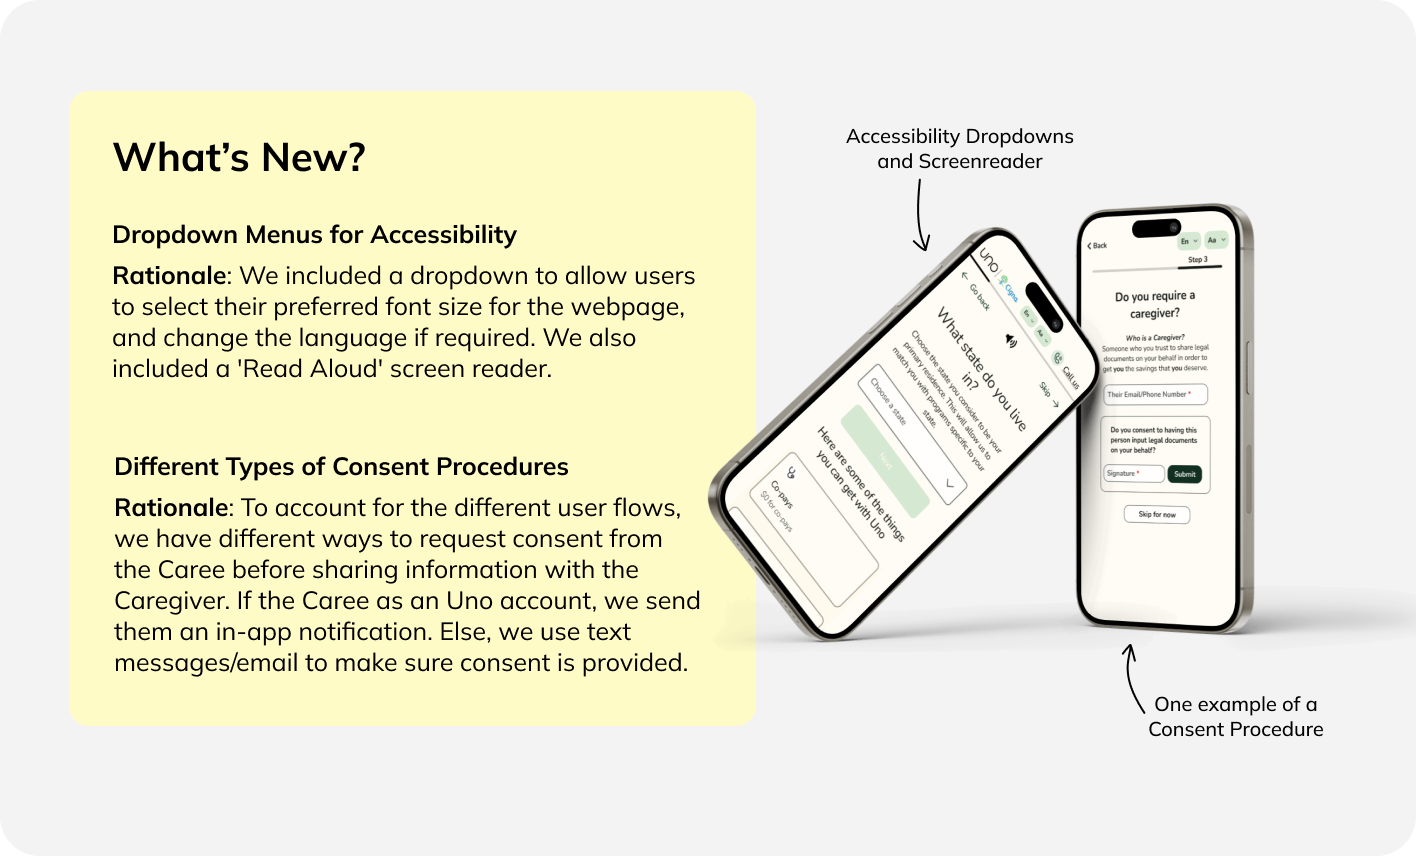 What's New?
Dropdown Menus for Accessibility
Rationale: We included a dropdown to allow users
to select their preferred font size for the webpage,
and change the language if required. We also
included a 'Read Aloud' screen reader.
Different Types of Consent Procedures
Rationale: To account for the different user flows,
we have different ways to request consent from
the Caree before sharing information with the
Caregiver. If the Caree as an Uno account, we send
them an in-app notification. Else, we use text
messages/email to make sure consent is provided.
Accessibility Dropdowns
and Screenreader
uno
Cigna
En
Aa
Call us
Go back
Skip
What state do you live
in?
Choose the state you consider to be your
primary residence. This will allow us to
match you with programs specific to your
state.
Choose a state
Next
Here are some of the things
you can get with Uno
Co-pays
$0 for co-pays
Back
En
Aa
Step 3
Do you require a
caregiver?
Who is a Caregiver?
Someone who you trust to share legal
documents on your behalf in order to
get you the savings that you deserve.
Their Email/Phone Number *
Do you consent to having this
person input legal documents
on your behalf?
Signature *
Submit
Skip for now
One example of a
Consent Procedure